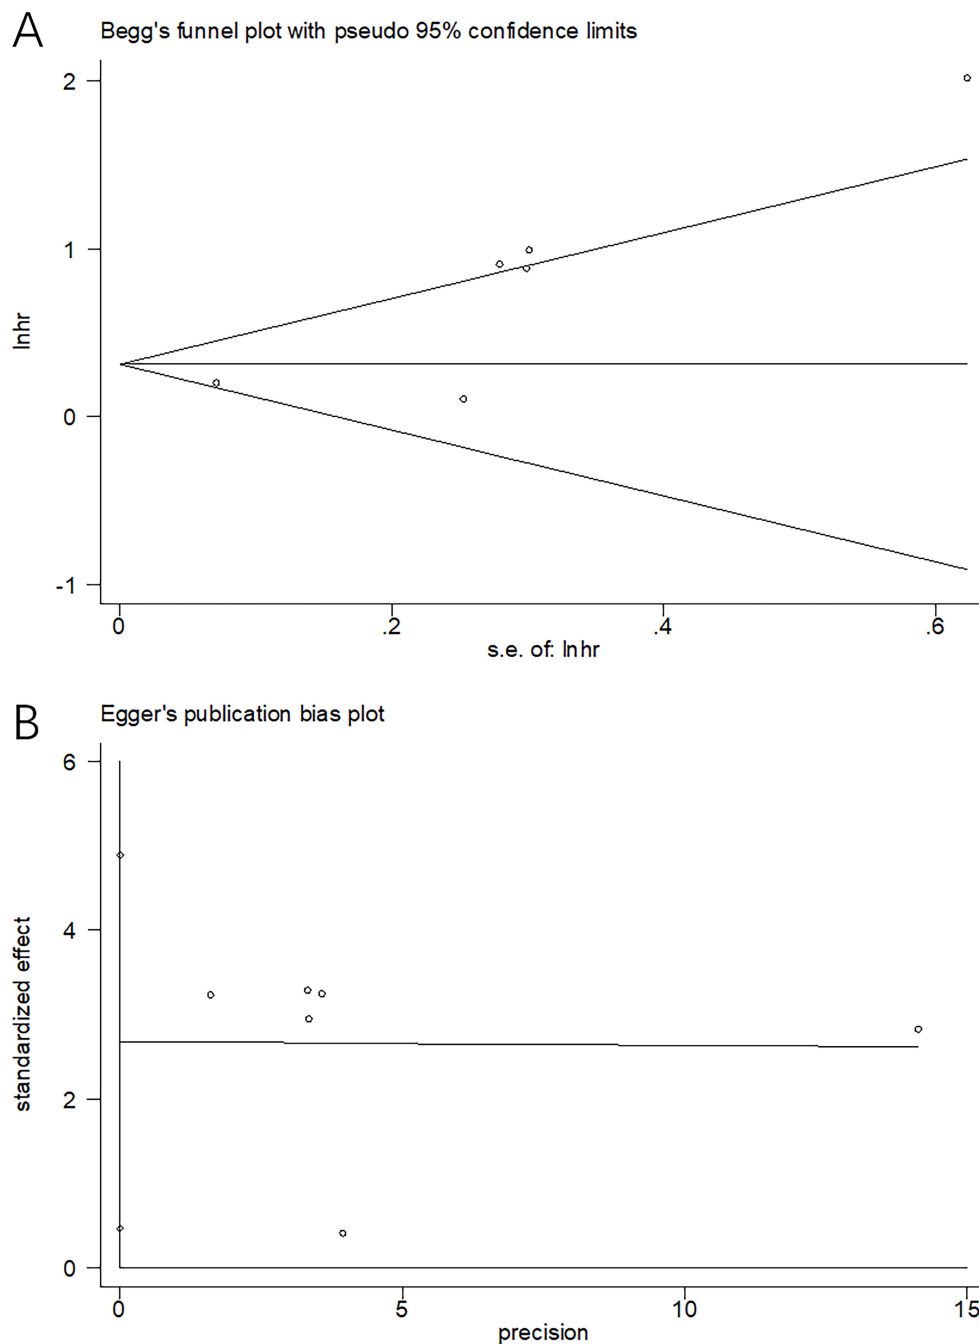 A
Begg's funnel plot with pseudo 95% confidence limits
2
1
0
-1
lnhr
0
.2
.4
.6
s.e. of: lnhr
B
Egger's publication bias plot
6
4
2
0
standardized effect
0
5
10
15
precision